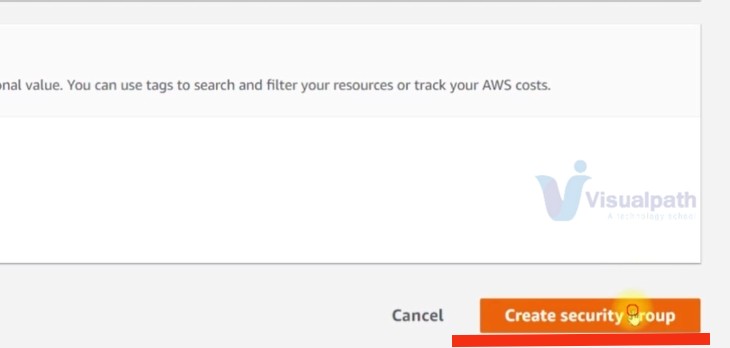 onal value. You can use tags to search and filter your resources or track your AWS costs.
Visualpath
A technology school
Cancel
Create security group